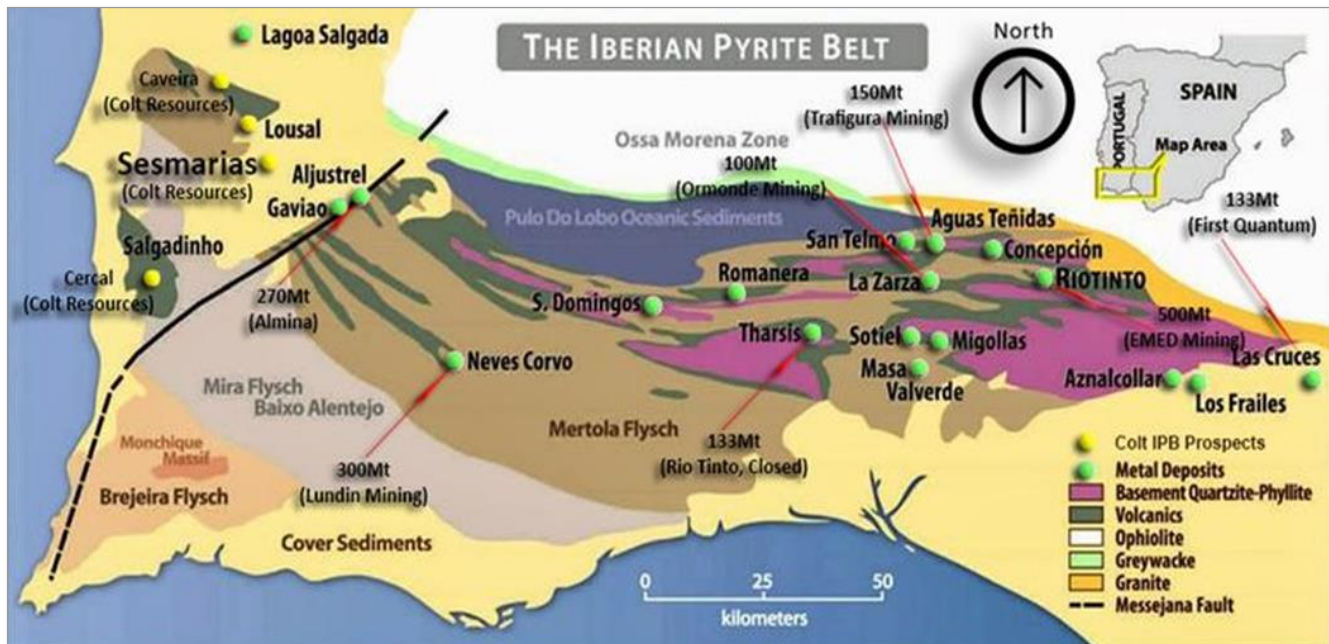 THE IBERIAN PYRITE BELT
North
SPAIN
PORTUGAL
Map Area
Lagoa Salgada
Caveira
(Colt Resources)
Lousal
Sesmarias
(Colt Resources)
Aljustrel
Gaviao
Salgadinho
Cercal
(Colt Resources)
270Mt
(Almina)
Neves Corvo
300Mt
(Lundin Mining)
Mira Flysch
Baixo Alentejo
Monchique
Massif
Brejeira Flysch
Cover Sediments
Mertola Flysch
Pulo Do Lobo Oceanic Sediments
Ossa Morena Zone
150Mt
(Trafigura Mining)
100Mt
(Ormonde Mining)
Aguas Teñidas
San Telmo
Concepción
Romanera
La Zarza
RIOTINTO
S. Domingos
Tharsis
Sotiel
Migollas
Masa
Valverde
133Mt
(Rio Tinto, Closed)
500Mt
(EMED Mining)
133Mt
(First Quantum)
Las Cruces
Aznalcollar
Los Frailes
0 25 50
kilometers
Colt IPB Prospects
Metal Deposits
Basement Quartzite-Phyllite
Volcanics
Ophiolite
Greywacke
Granite
Messejana Fault